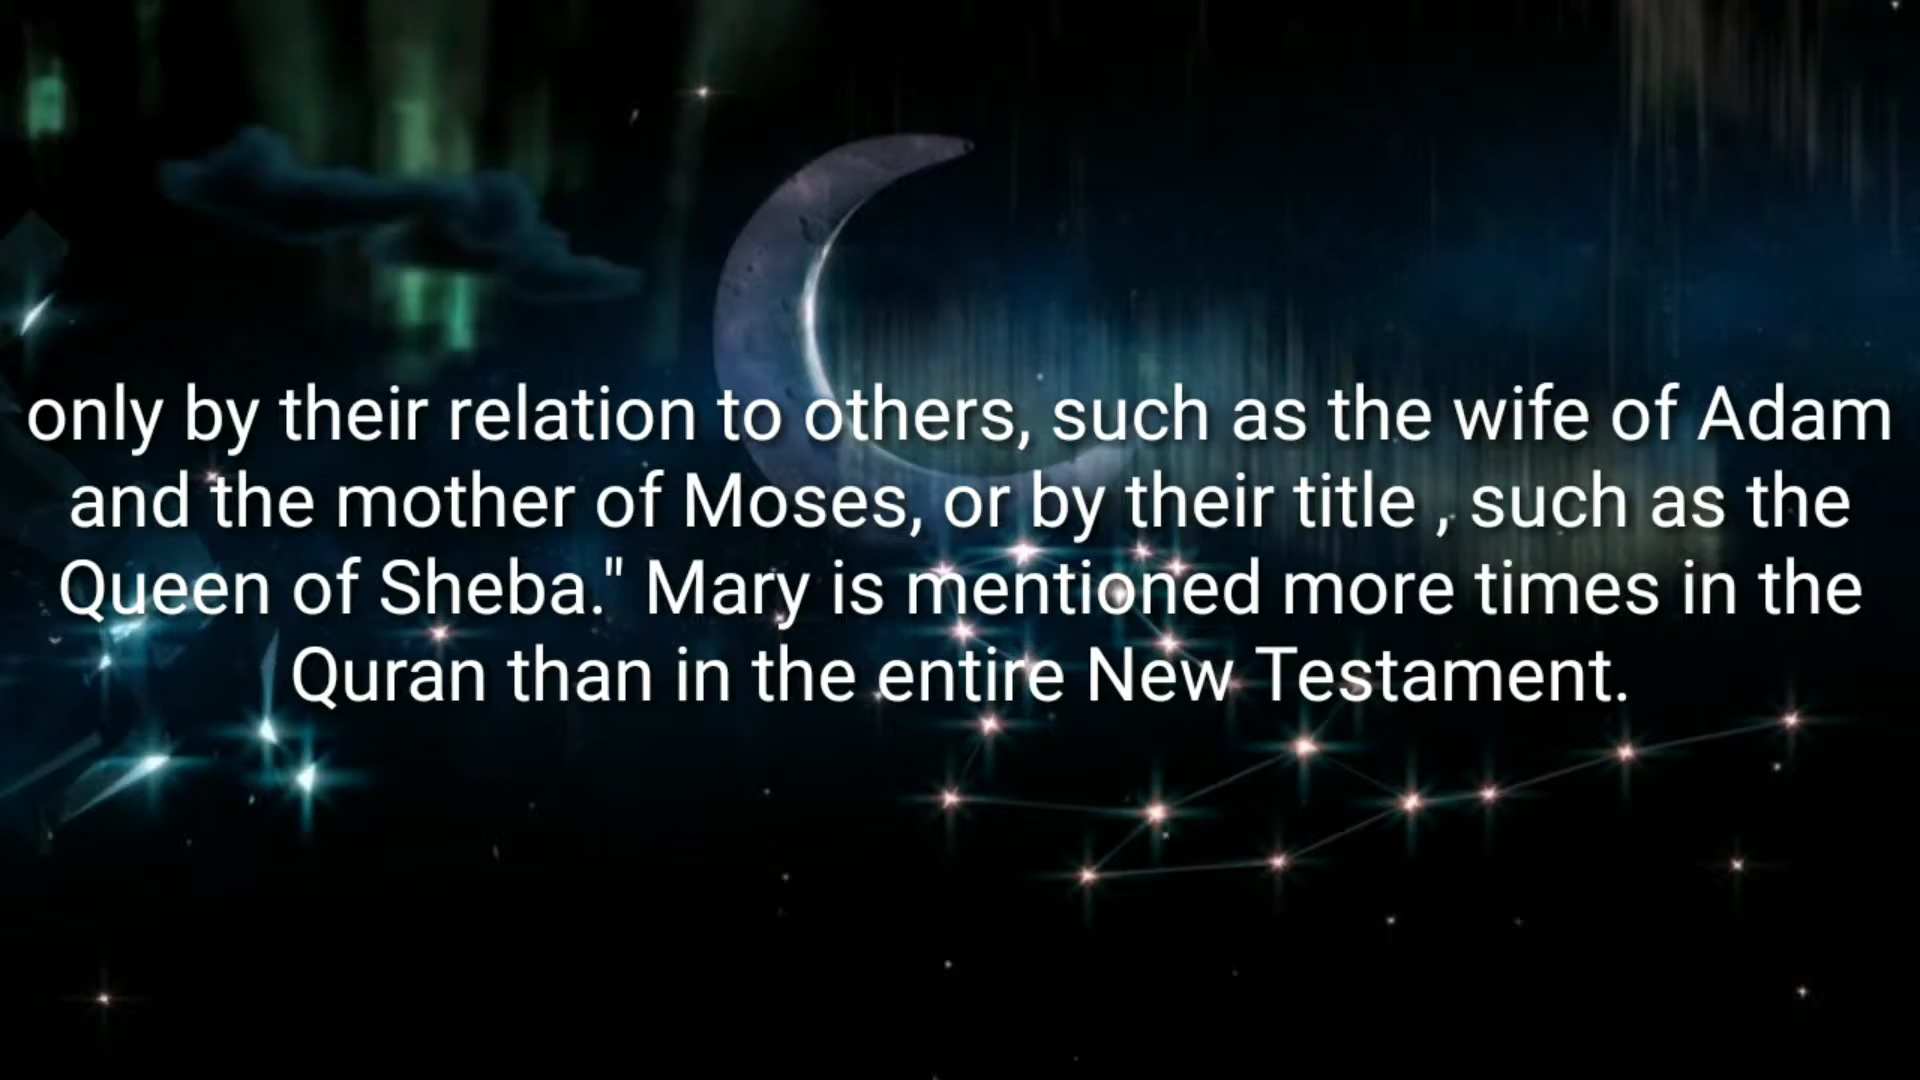 only by their relation to others, such as the wife of Adam
and the mother of Moses, or by their title , such as the
Queen of Sheba." Mary is mentioned more times in the
Quran than in the entire New Testament.